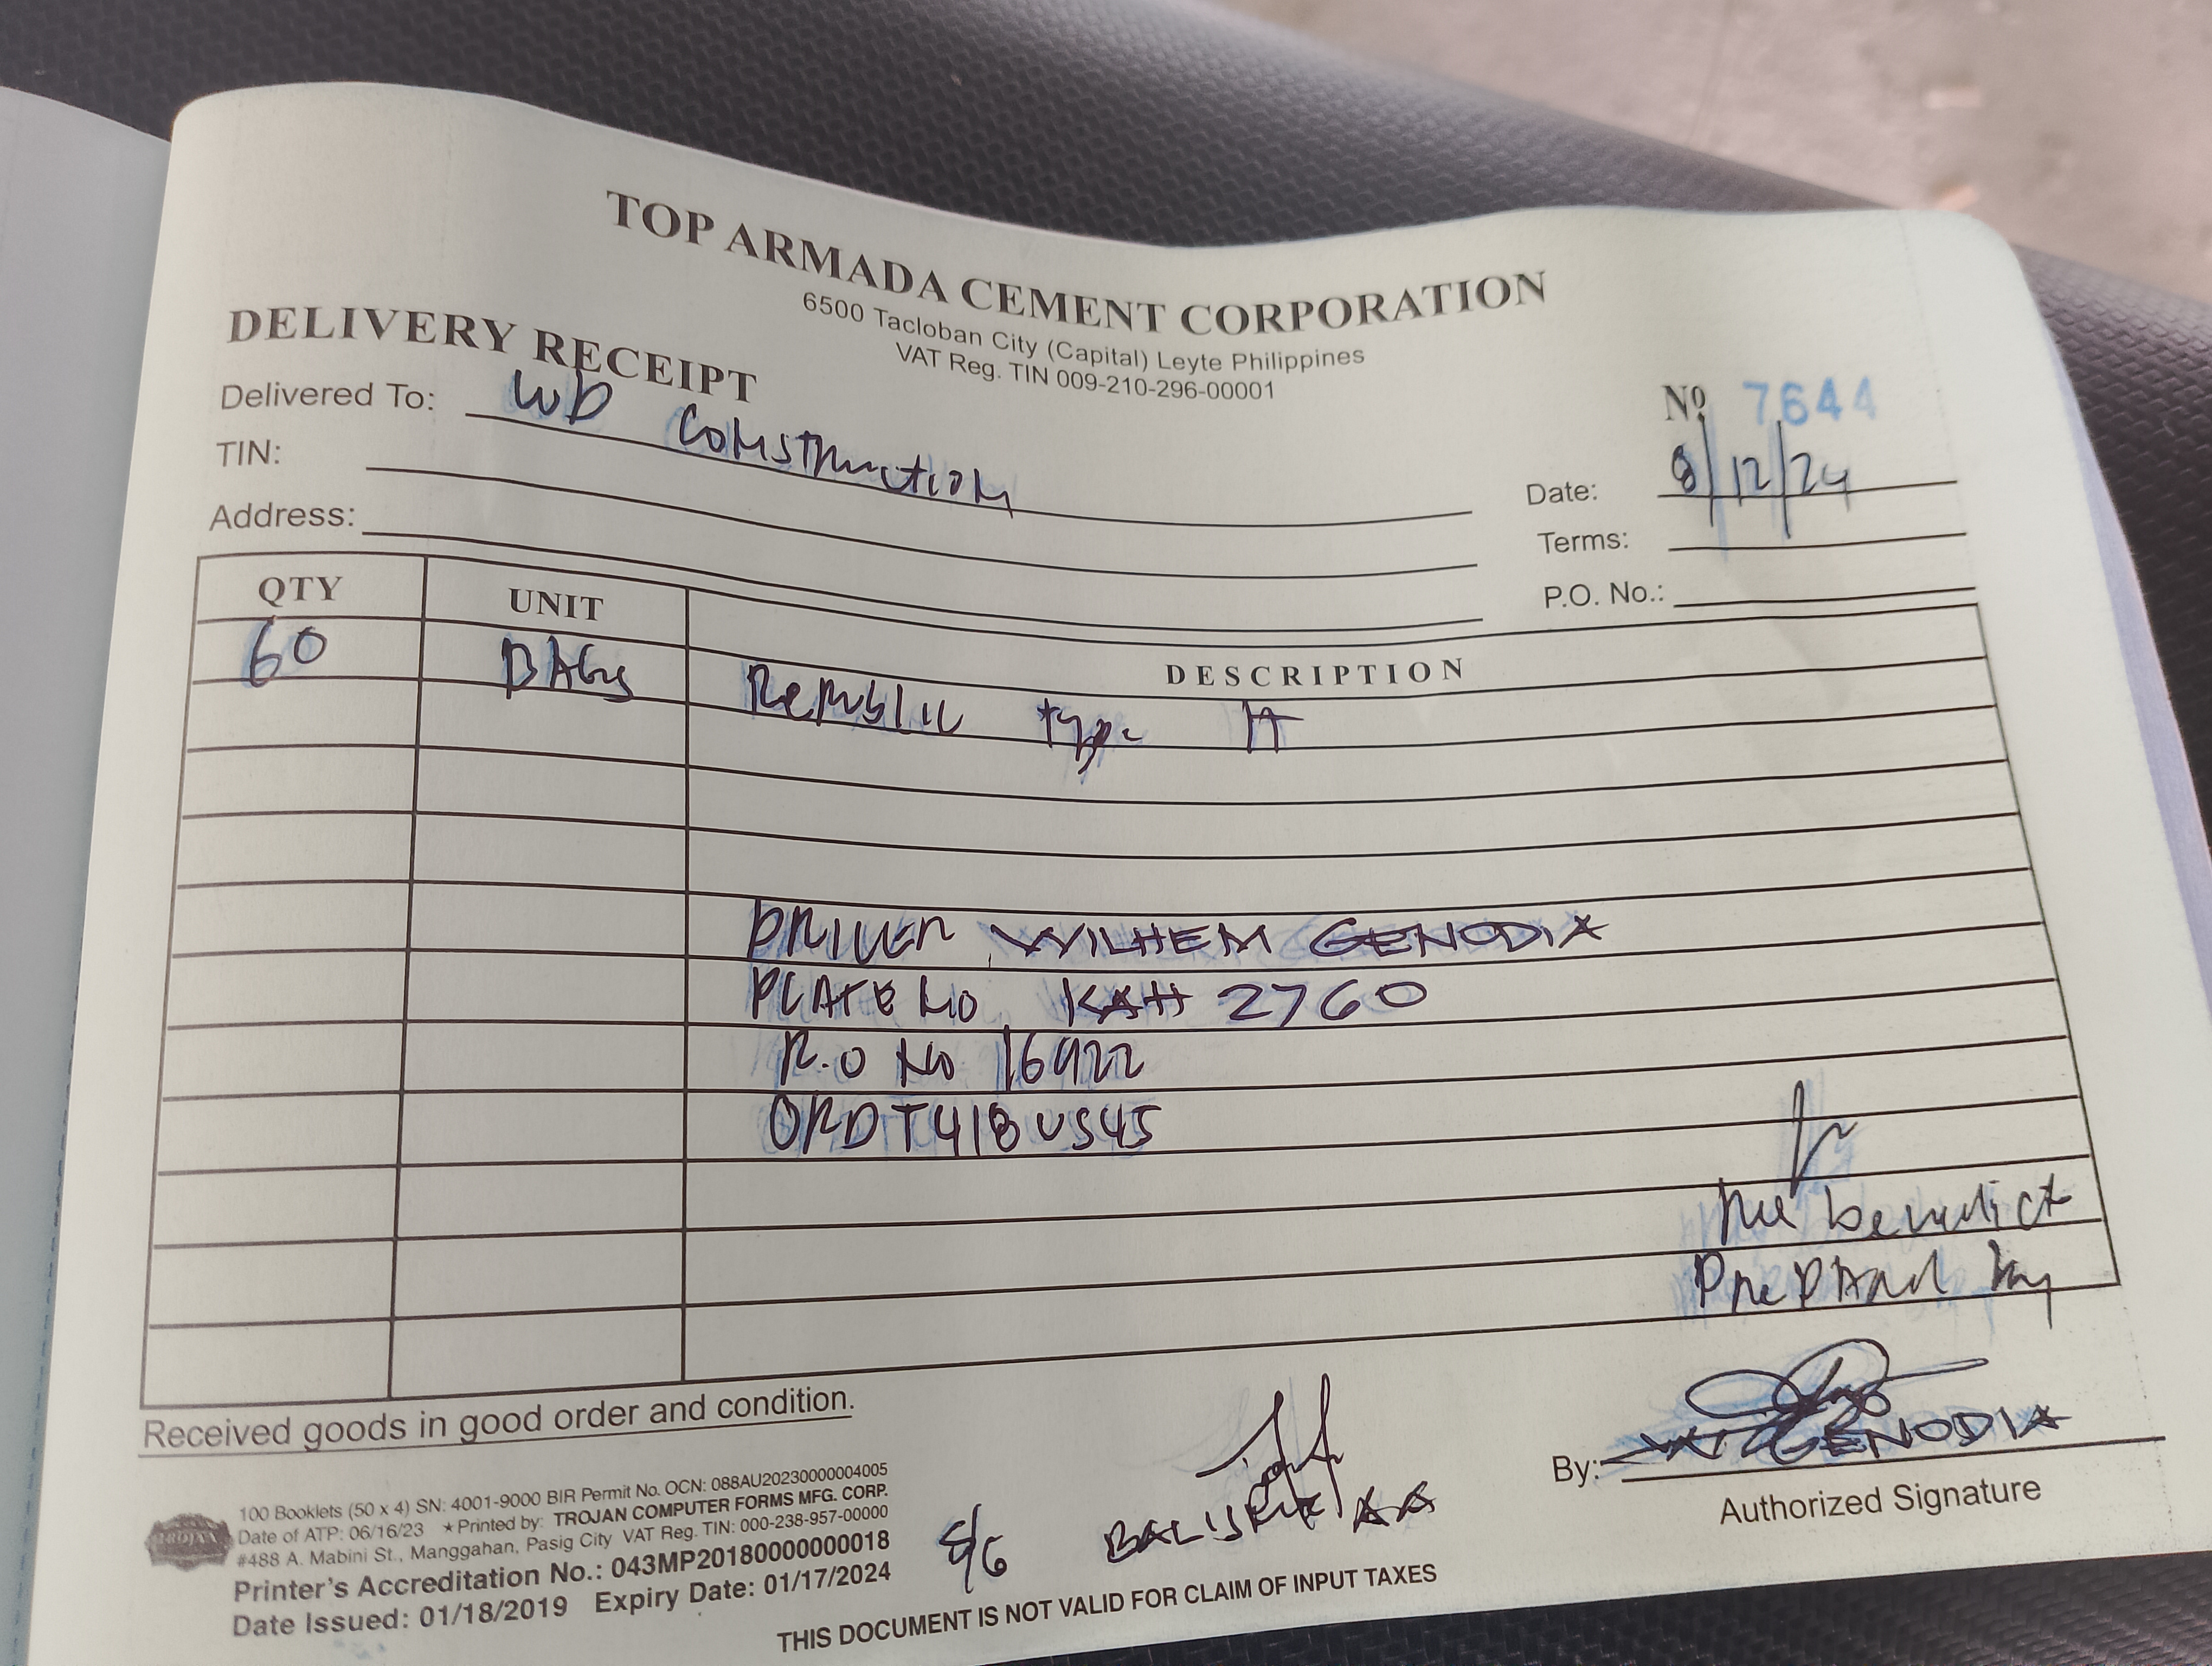 TOP ARMADA CEMENT CORPORATION
6500 Tacloban City (Capital) Leyte Philippines
VAT Reg. TIN 009-210-296-00001
DELIVERY RECEIPT
No 7644
Delivered To: WD Construction
Date: 8/12/24
TIN:
Terms:
Address:
P.O. No.:
QTY UNIT DESCRIPTION
60 BAGs Republic type
DRIVER WILHEM GENODIA
PLATE NO KAH 2760
R.O No 16922
ORDT418US45
benedict
Prepared by
Received goods in good order and condition.
By: GENODIA
Authorized Signature
S/G
100 Booklets (50 x 4) SN: 4001-9000 BIR Permit No. OCN: 088AU20230000004005
Date of ATP: 06/16/23 ★Printed by: TROJAN COMPUTER FORMS MFG. CORP.
#488 A. Mabini St., Manggahan, Pasig City VAT Reg. TIN: 000-238-957-00000
Printer's Accreditation No.: 043MP20180000000018
Date Issued: 01/18/2019 Expiry Date: 01/17/2024
TROJAN
THIS DOCUMENT IS NOT VALID FOR CLAIM OF INPUT TAXES